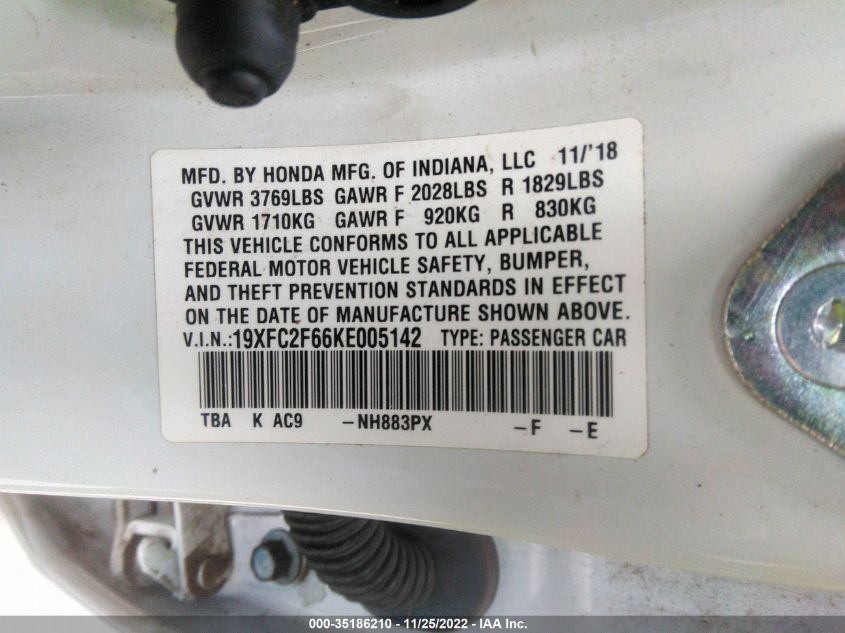 MFD. BY HONDA MFG. OF INDIANA, LLC 11/'18
GVWR 3769LBS GAWR F 2028LBS R 1829LBS
GVWR 1710KG GAWR F 920KG R 830KG
THIS VEHICLE CONFORMS TO ALL APPLICABLE
FEDERAL MOTOR VEHICLE SAFETY, BUMPER,
AND THEFT PREVENTION STANDARDS IN EFFECT
ON THE DATE OF MANUFACTURE SHOWN ABOVE.
V.I.N.:19XFC2F66KE005142 TYPE: PASSENGER CAR
TBA K AC9 -NH883PX -F -E
000-35186210 - 11/25/2022 - IAA Inc.